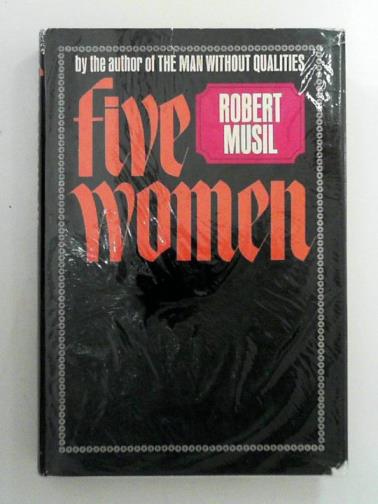 by the author of THE MAN WITHOUT QUALITIES
five
ROBERT
MUSIL
women